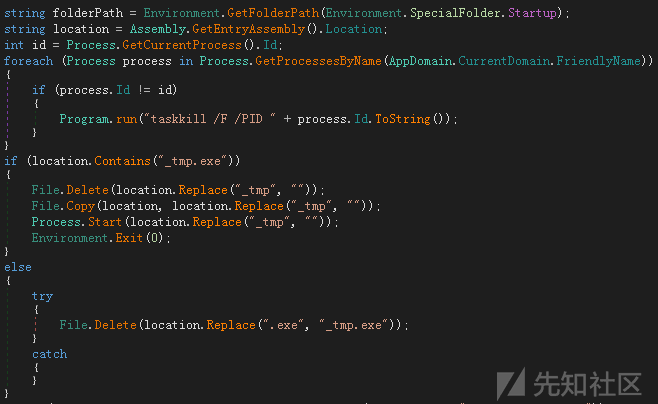 string folderPath = Environment.GetFolderPath(Environment.SpecialFolder.Startup);
string location = Assembly.GetEntryAssembly().Location;
int id = Process.GetCurrentProcess().Id;
foreach (Process process in Process.GetProcessesByName(AppDomain.CurrentDomain.FriendlyName))
{
if (process.Id != id)
{
Program.run("taskkill /F /PID " + process.Id.ToString());
}
}
if (location.Contains("_tmp.exe"))
{
File.Delete(location.Replace("_tmp", ""));
File.Copy(location, location.Replace("_tmp", ""));
Process.Start(location.Replace("_tmp", ""));
Environment.Exit(0);
}
else
{
try
{
File.Delete(location.Replace(".exe", "_tmp.exe"));
}
catch
{
}
}
先知社区